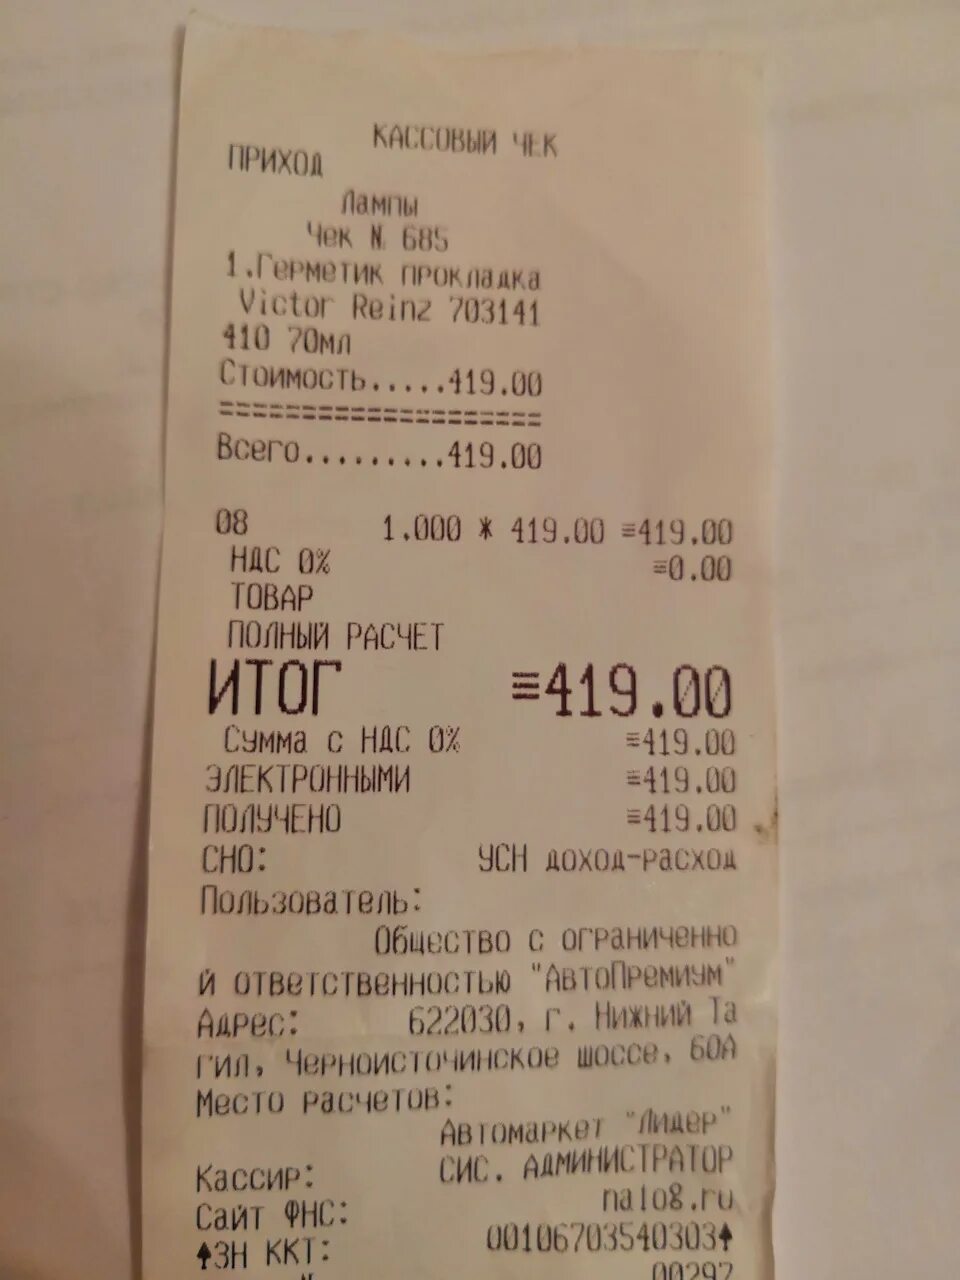 КАССОВЫЙ ЧЕК
ПРИХОД
Лампы
Чек № 685
1.Герметик прокладка
Victor Reinz 703141
410 70мл
Стоимость.....419.00
====================
Всего.........419.00
08 1.000 * 419.00 ≡419.00
НДС 0% ≡0.00
ТОВАР
ПОЛНЫЙ РАСЧЕТ
ИТОГ ≡419.00
Сумма с НДС 0% ≡419.00
ЭЛЕКТРОННЫМИ ≡419.00
ПОЛУЧЕНО ≡419.00
СНО: УСН доход-расход
Пользователь:
Общество с ограниченно
й ответственностью "АвтоПремиум"
Адрес: 622030, г. Нижний Та
гил, Черноисточинское шоссе, 60А
Место расчетов:
Автомаркет "Лидер"
Кассир: СИС. АДМИНИСТРАТОР
Сайт ФНС: nalog.ru
↑ЗН ККТ: 00106703540303↑
00297